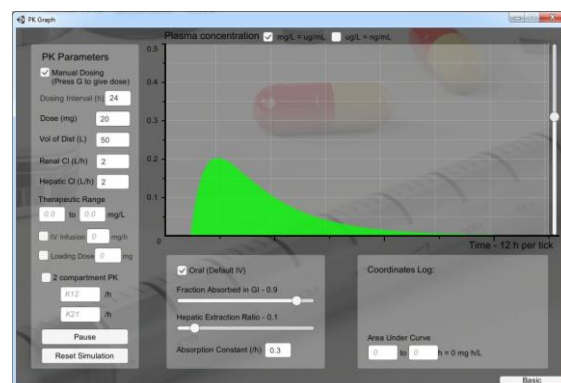 PK Graph
Plasma concentration mg/L = ug/mL ug/L = ng/mL
PK Parameters
Manual Dosing
(Press G to give dose)
Dosing Interval (h) 24
Dose (mg) 20
Vol of Dist (L) 50
Ranal Cl (L/h) 2
Hepatic Cl (L/h) 2
Therapeutic Range
0.0 to 0.0 mg/L
IV Infusion 0 mg/h
Loading Dose 0 mg
2 compartment PK
K12 /h
K21 /h
Pause
Reset Simulation
0.5
0.4
0.3
0.2
0.1
0
Time - 12 h per tick
Oral (Default IV)
Fraction Absorbed in GI - 0.9
Hepatic Extraction Ratio - 0.1
Absorption Constant (/h) 0.3
Coordinates Log:
Area Under Curve
0 to 0 h = 0 mg h/L
Basic